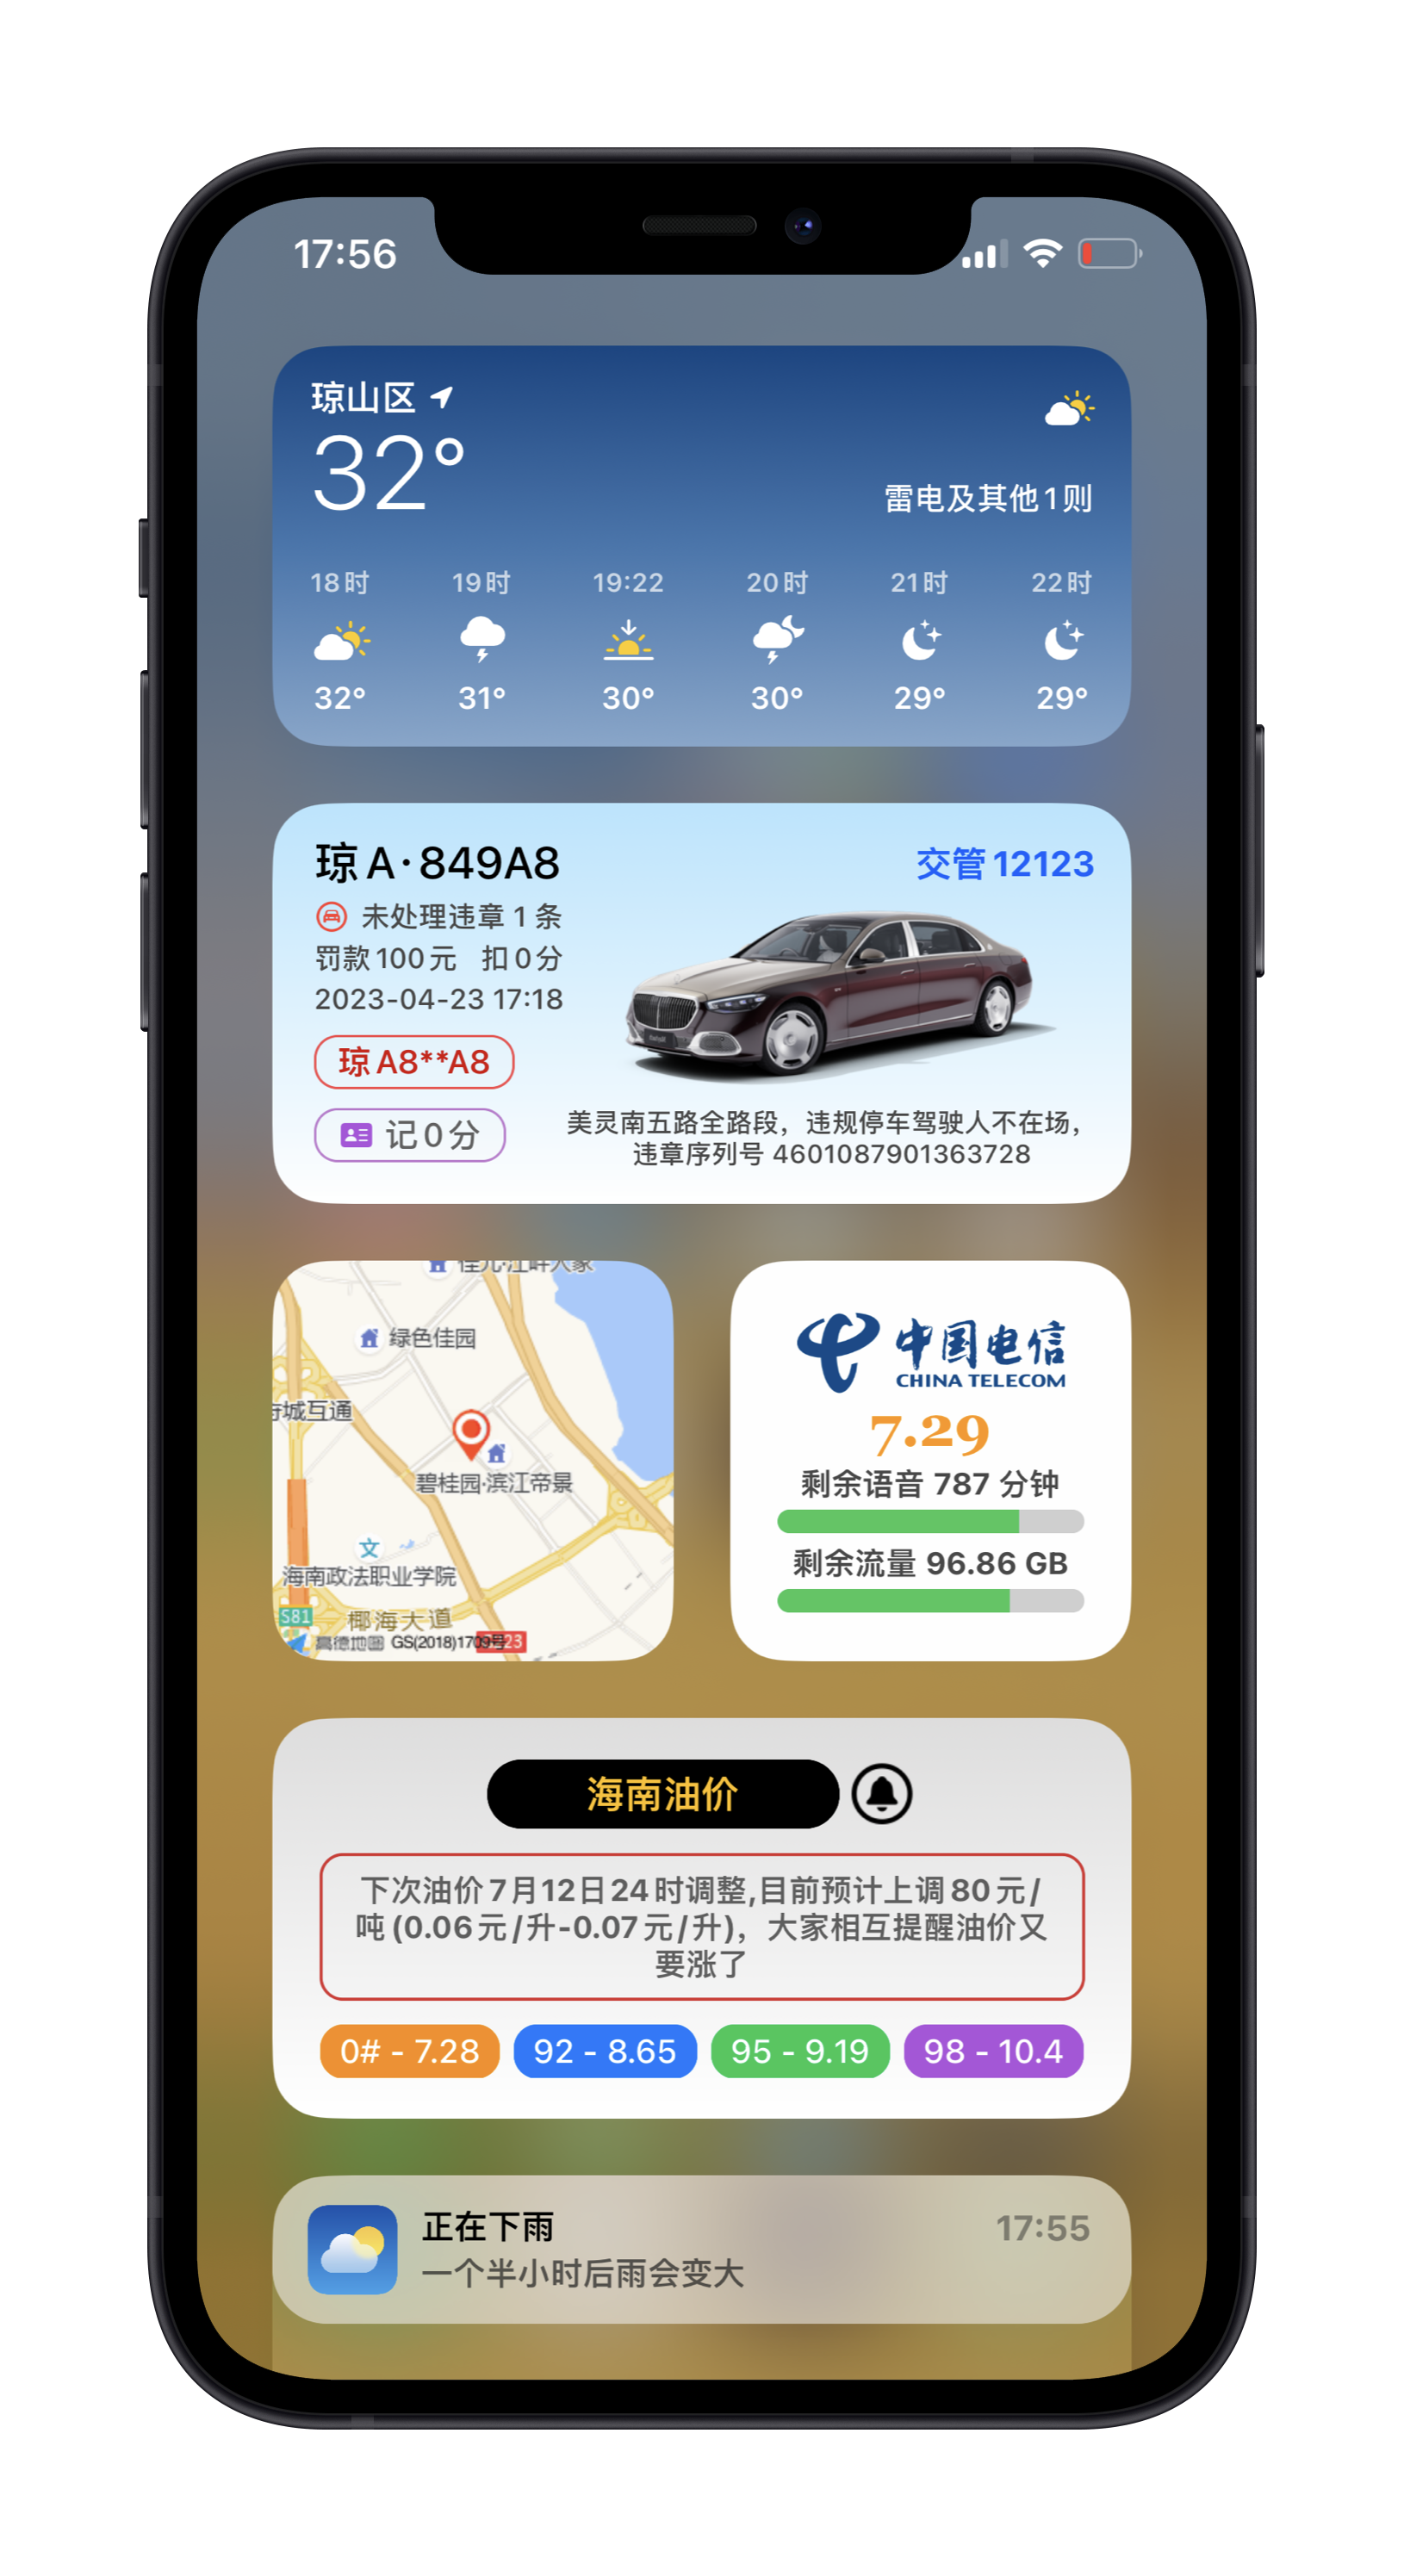 17:56
琼山区
32°
雷电及其他1则
18时 19时 19:22 20时 21时 22时
32° 31° 30° 30° 29° 29°
琼A·849A8
交管12123
未处理违章 1 条
罚款100元 扣0分
2023-04-23 17:18
琼A8**A8
记0分
美灵南五路全路段，违规停车驾驶人不在场，
违章序列号 4601087901363728
佳元·江畔人家
绿色佳园
府城互通
碧桂园·滨江帝景
文
海南政法职业学院
S81
椰海大道
高德地图 GS(2018)1709号
23
中国电信
CHINA TELECOM
7.29
剩余语音 787 分钟
剩余流量 96.86 GB
海南油价
下次油价7月12日24时调整,目前预计上调80元/
吨(0.06元/升-0.07元/升)，大家相互提醒油价又
要涨了
0# - 7.28
92 - 8.65
95 - 9.19
98 - 10.4
正在下雨
17:55
一个半小时后雨会变大